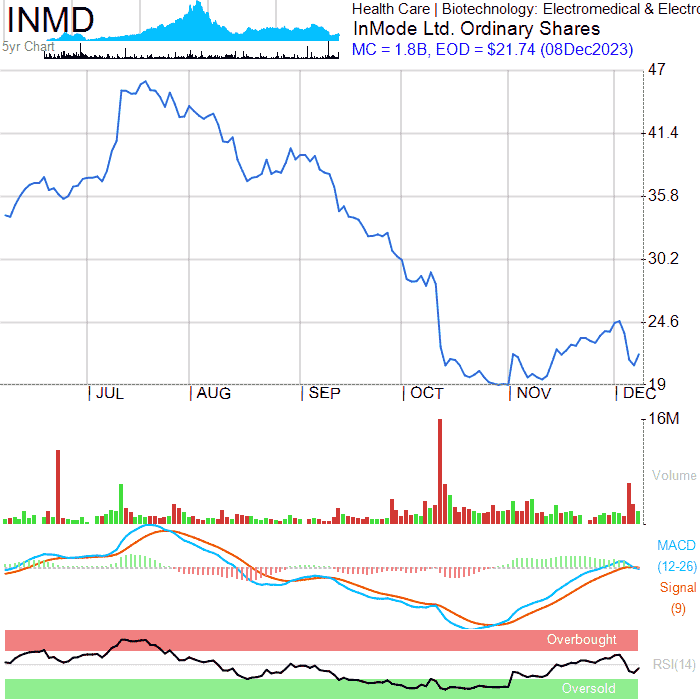 INMD
5yr Chart
Health Care | Biotechnology: Electromedical & Electro
InMode Ltd. Ordinary Shares
MC = 1.8B, EOD = $21.74 (08Dec2023)
47
41.4
35.8
30.2
24.6
19
JUL AUG SEP OCT NOV DEC
16M
Volume
MACD
(12-26)
Signal
(9)
Overbought
RSI(14)
Oversold